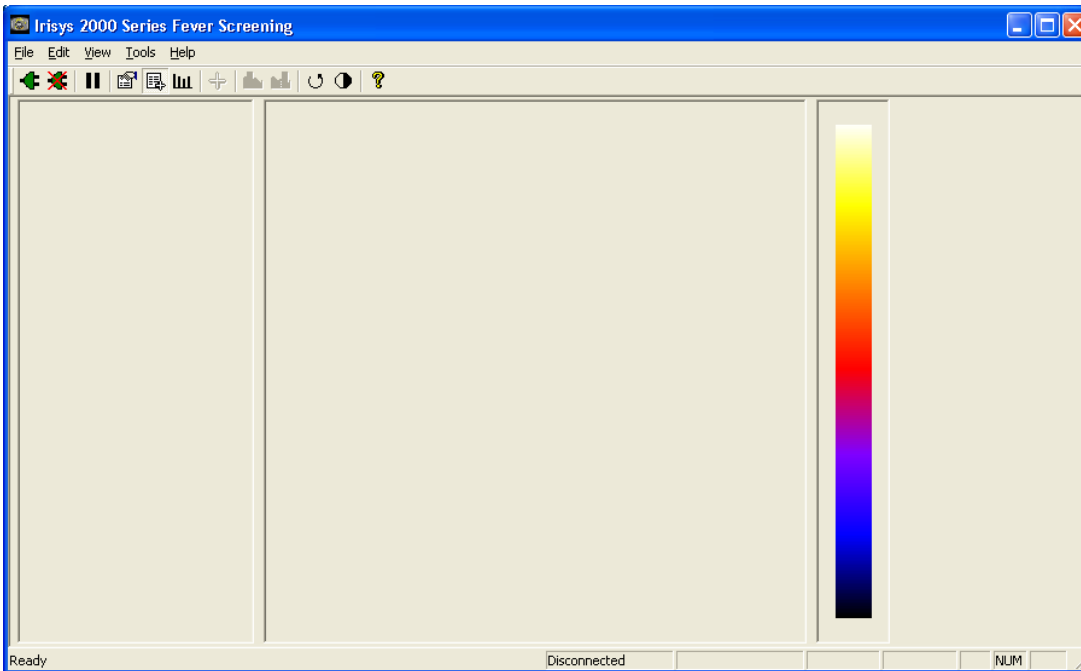 Irisys 2000 Series Fever Screening
File Edit View Tools Help
Ready Disconnected NUM